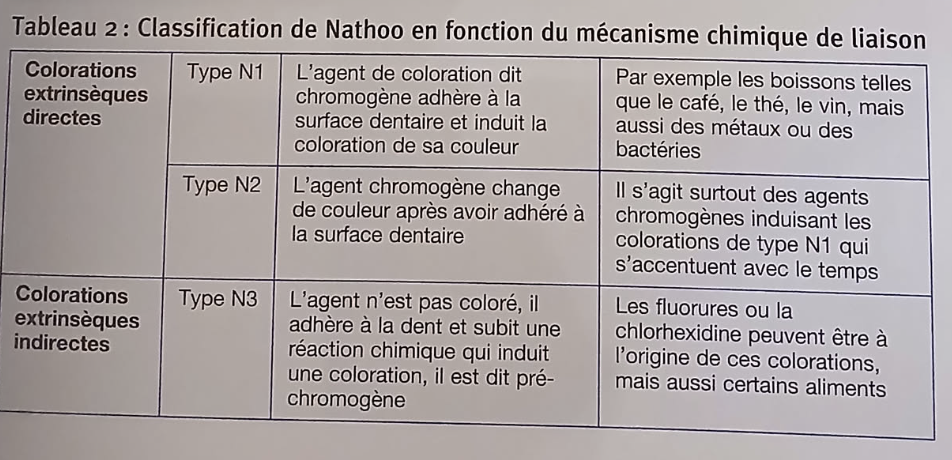 Tableau 2 : Classification de Nathoo en fonction du mécanisme chimique de liaison
Colorations
extrinsèques
directes
Type N1
L'agent de coloration dit
chromogène adhère à la
surface dentaire et induit la
coloration de sa couleur
Par exemple les boissons telles
que le café, le thé, le vin, mais
aussi des métaux ou des
bactéries
Type N2
L'agent chromogène change
de couleur après avoir adhéré à
la surface dentaire
Il s'agit surtout des agents
chromogènes induisant les
colorations de type N1 qui
s'accentuent avec le temps
Colorations
extrinsèques
indirectes
Type N3
L'agent n'est pas coloré, il
adhère à la dent et subit une
réaction chimique qui induit
une coloration, il est dit pré-
chromogène
Les fluorures ou la
chlorhexidine peuvent être à
l'origine de ces colorations,
mais aussi certains aliments